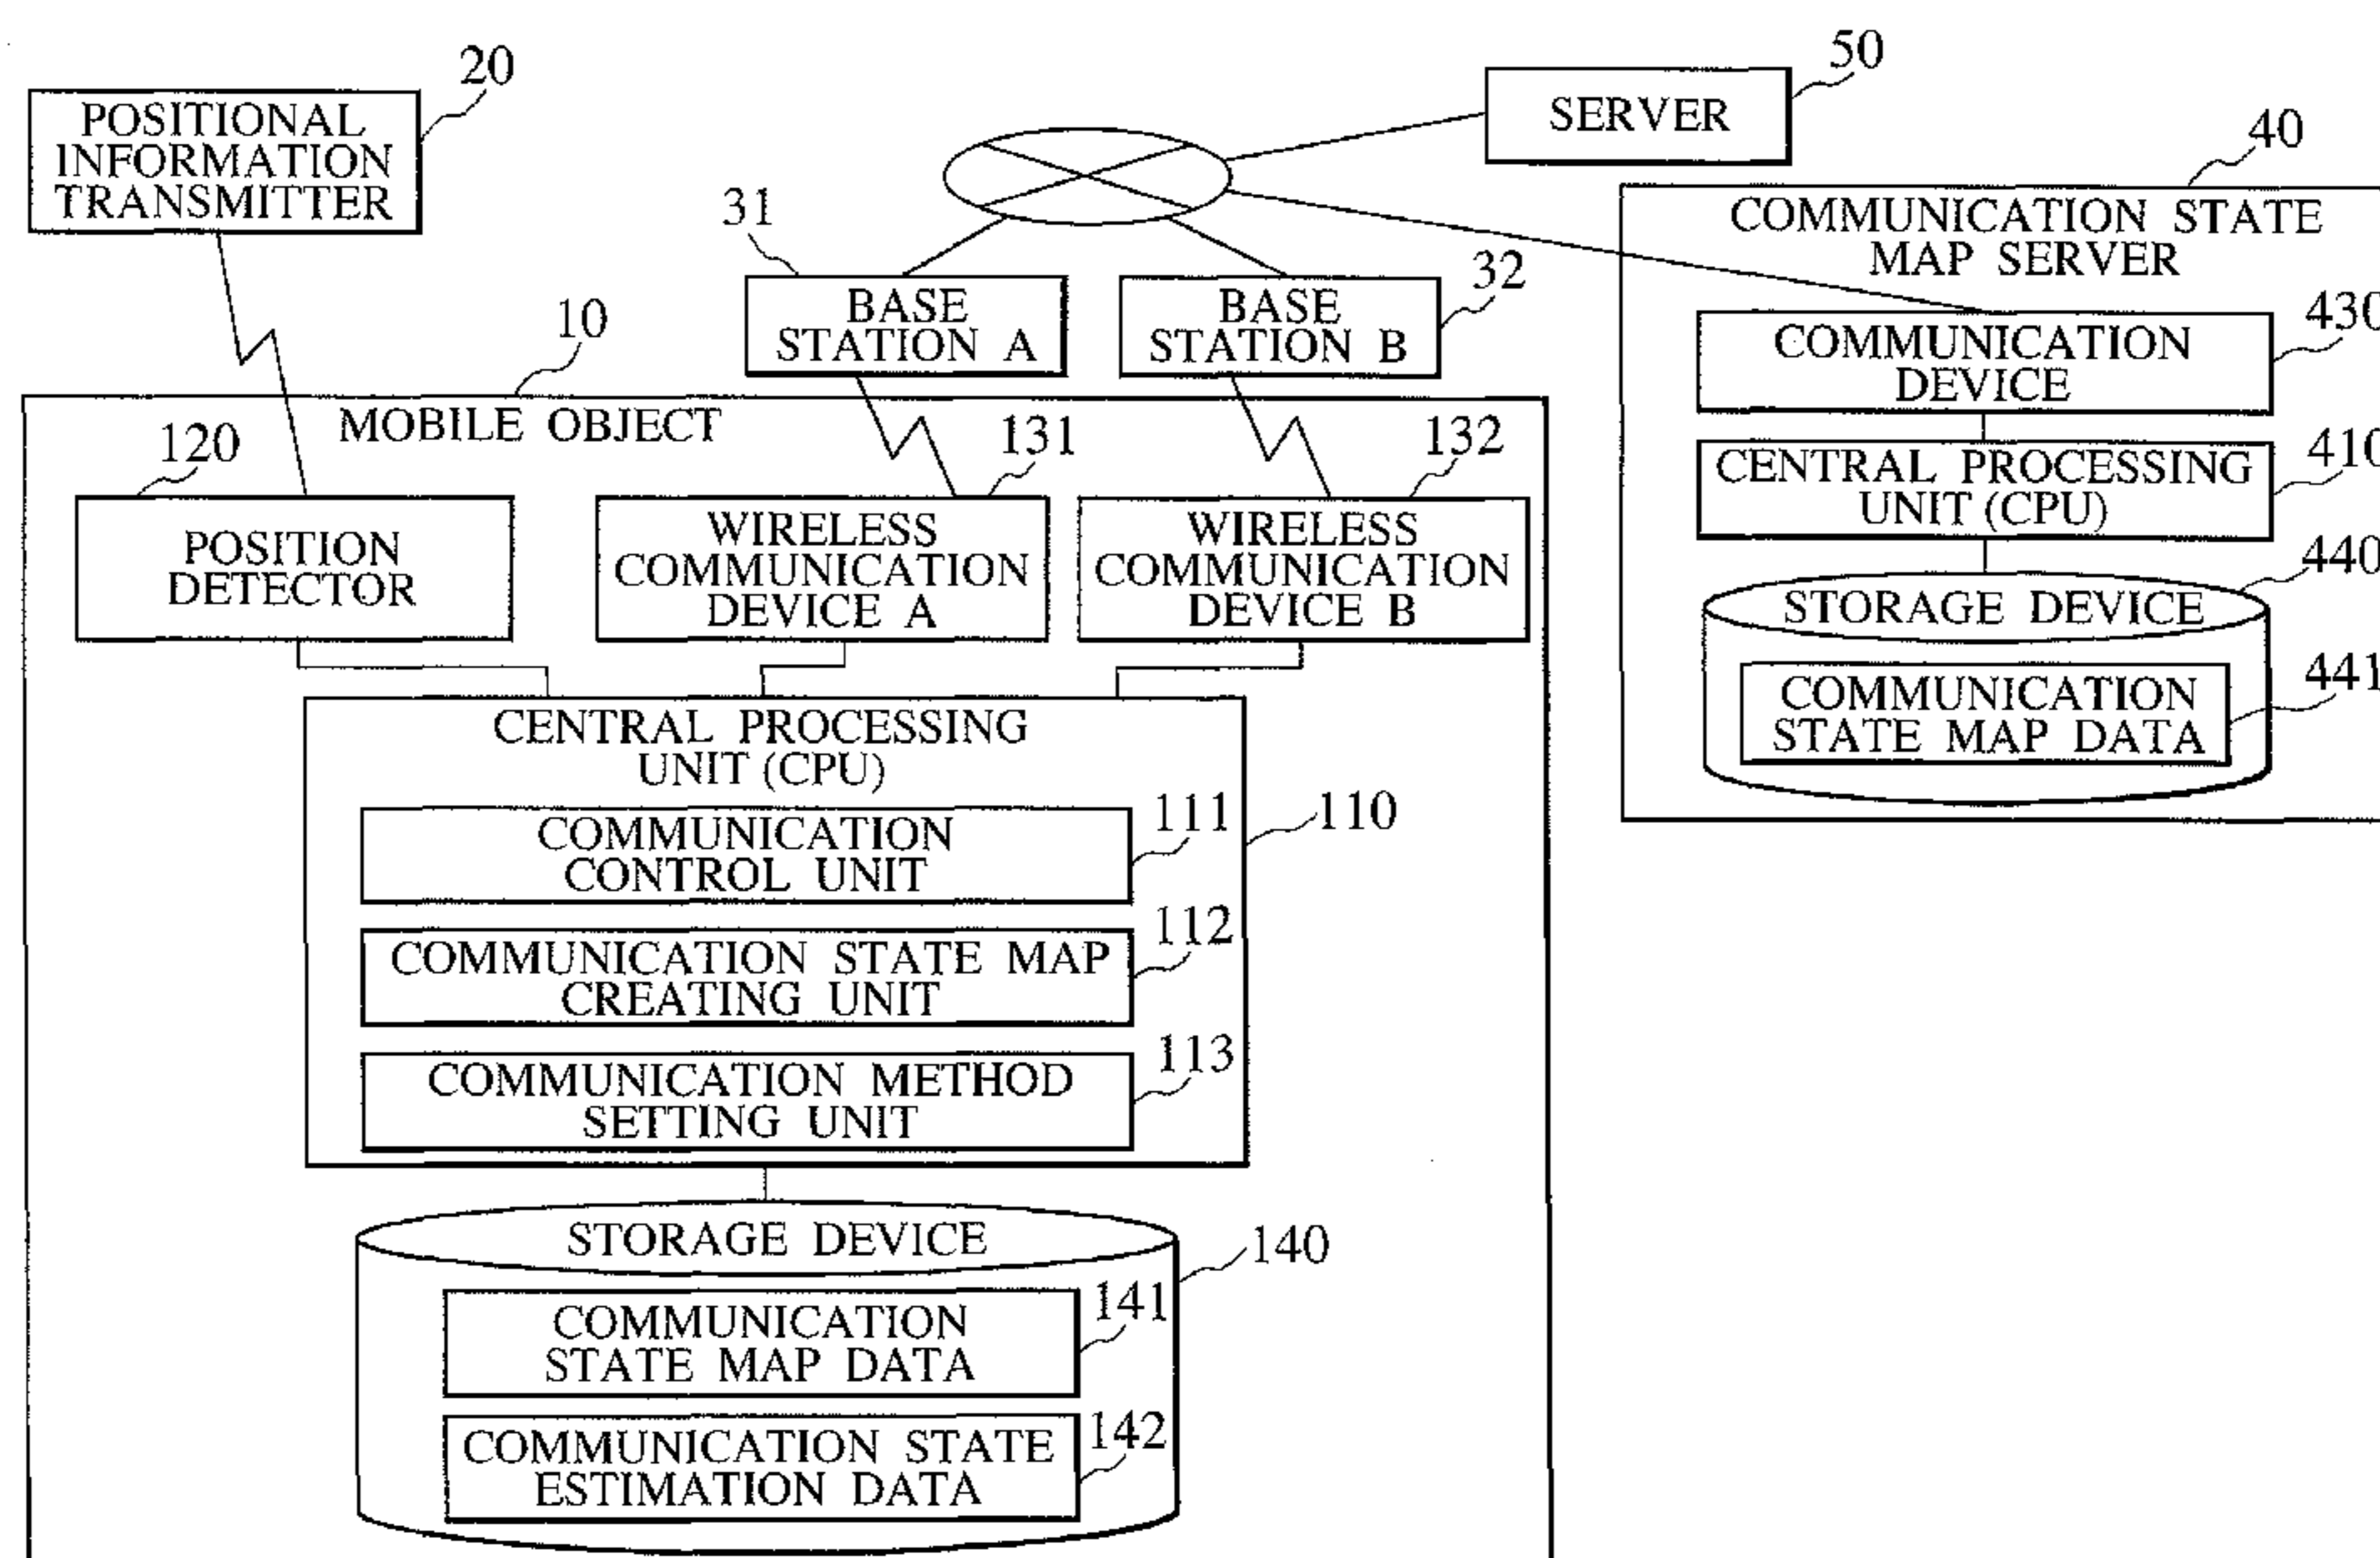 20
POSITIONAL
INFORMATION
TRANSMITTER
50
SERVER
40
COMMUNICATION STATE
MAP SERVER
31
BASE
STATION A
32
BASE
STATION B
430
COMMUNICATION
DEVICE
410
CENTRAL PROCESSING
UNIT (CPU)
440
STORAGE DEVICE
441
COMMUNICATION
STATE MAP DATA
10
MOBILE OBJECT
120
POSITION
DETECTOR
131
WIRELESS
COMMUNICATION
DEVICE A
132
WIRELESS
COMMUNICATION
DEVICE B
CENTRAL PROCESSING
UNIT (CPU)
110
111
COMMUNICATION
CONTROL UNIT
112
COMMUNICATION STATE MAP
CREATING UNIT
113
COMMUNICATION METHOD
SETTING UNIT
STORAGE DEVICE
140
141
COMMUNICATION
STATE MAP DATA
142
COMMUNICATION STATE
ESTIMATION DATA